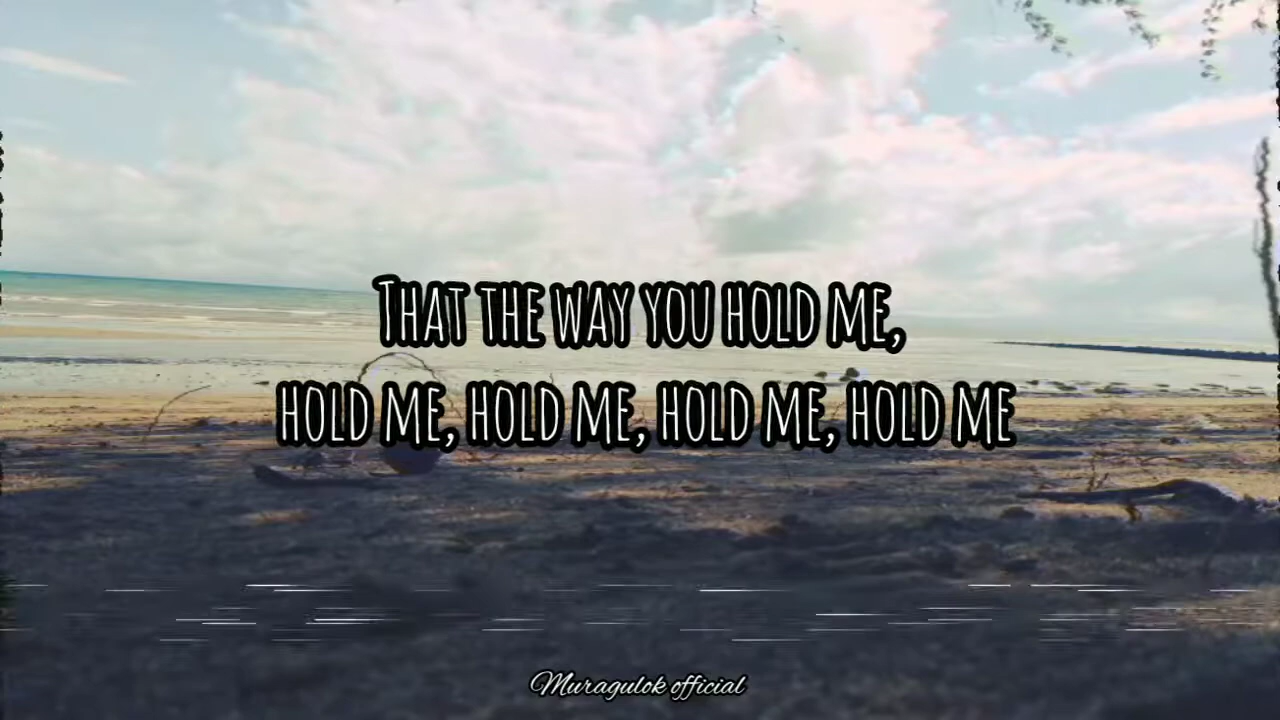 That the way you hold me,
hold me, hold me, hold me, hold me
Muragulok official